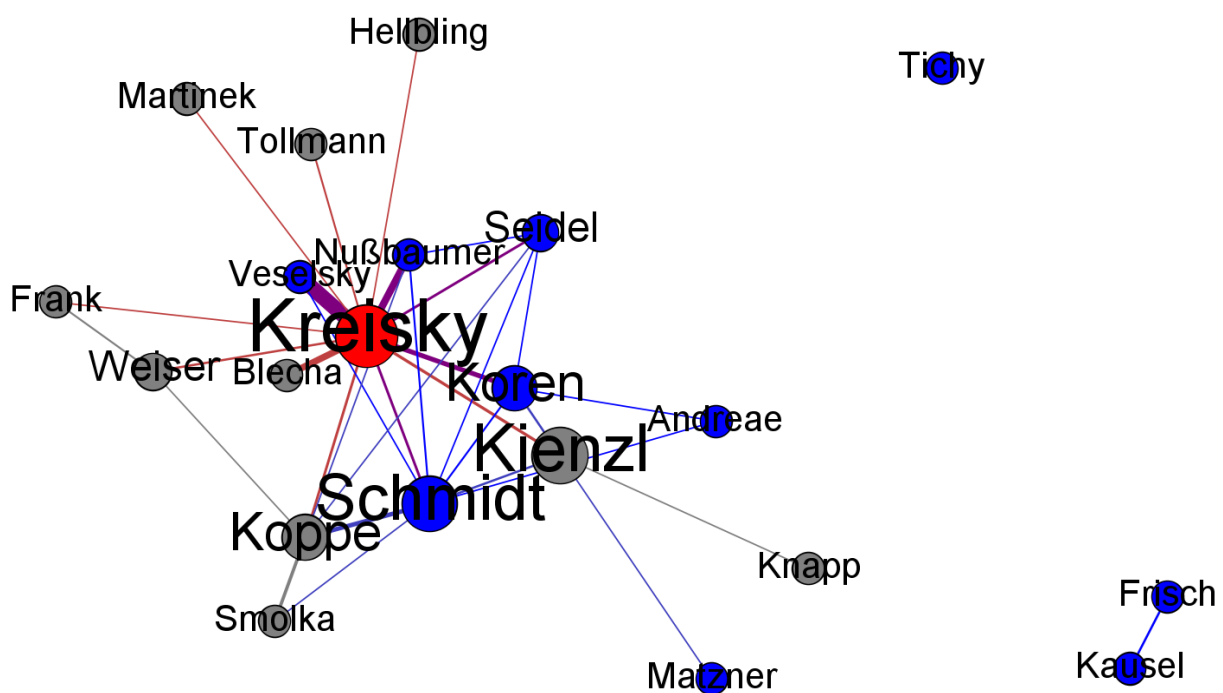 Hellbling
Tichy
Martinek
Tollmann
Seidel
Nußbaumer
Veselsky
Frank
Kreisky
Weiser
Blecha
Koren
Andreae
Kienzl
Schmidt
Koppe
Knapp
Frisch
Smolka
Kausel
Matzner